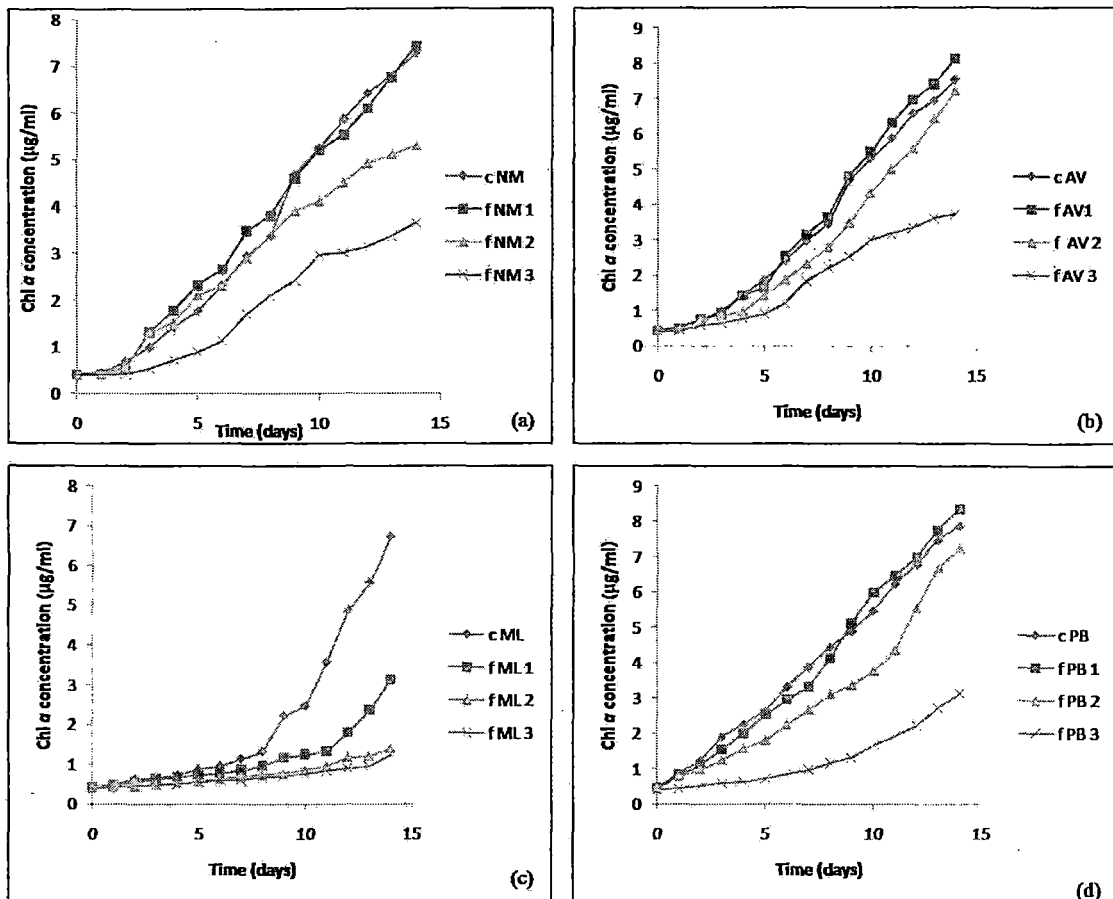 8
7
6
5
4
3
2
1
0
Chl a concentration (µg/ml)
0 5 10 15
Time (days)
cNM
fNM1
fNM2
fNM3
(a)
9
8
7
6
5
4
3
2
1
0
Chl a concentration (µg/ml)
0 5 10 15
Time (days)
cAV
fAV1
fAV2
fAV3
(b)
8
7
6
5
4
3
2
1
0
Chl a concentration (µg/ml)
0 5 10 15
Time (days)
cML
fML1
fML2
fML3
(c)
9
8
7
6
5
4
3
2
1
0
Chl a concentration (µg/ml)
0 5 10 15
Time (days)
cPB
fPB1
fPB2
fPB3
(d)